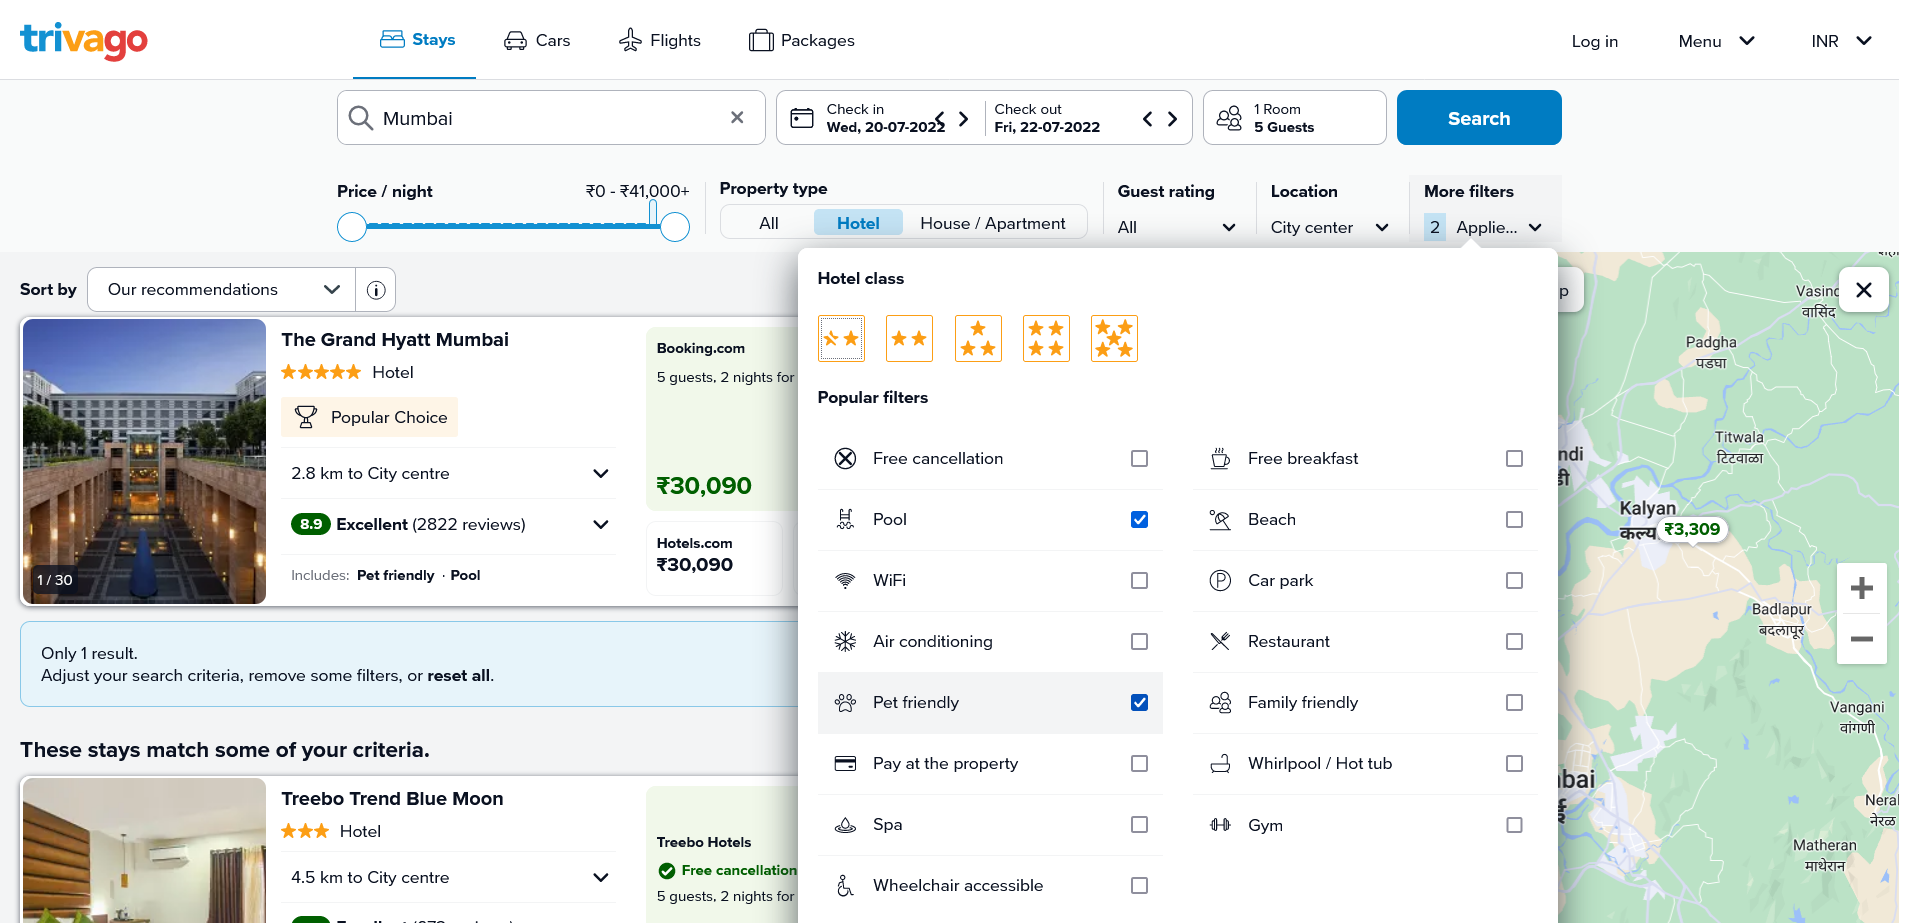 trivago
Stays
Cars
Flights
Packages
Log in
Menu
INR
Mumbai
Check in
Wed, 20-07-2022
Check out
Fri, 22-07-2022
1 Room
5 Guests
Search
Price / night
₹0 - ₹41,000+
Property type
All
Hotel
House / Apartment
Guest rating
All
Location
City center
More filters
2 Applie...
Sort by
Our recommendations
The Grand Hyatt Mumbai
Hotel
Popular Choice
2.8 km to City centre
8.9 Excellent (2822 reviews)
Includes: Pet friendly · Pool
1 / 30
Booking.com
5 guests, 2 nights for
₹30,090
Hotels.com
₹30,090
Only 1 result.
Adjust your search criteria, remove some filters, or reset all.
These stays match some of your criteria.
Treebo Trend Blue Moon
Hotel
4.5 km to City centre
Treebo Hotels
Free cancellation
5 guests, 2 nights for
Hotel class
Popular filters
Free cancellation
Free breakfast
Pool
Beach
WiFi
Car park
Air conditioning
Restaurant
Pet friendly
Family friendly
Pay at the property
Whirlpool / Hot tub
Spa
Gym
Wheelchair accessible
p
Vasind
वासिंद
Padgha
पडघा
Titwala
टिटवाळा
ndi
डी
Kalyan
₹3,309
Badlapur
बदलापूर
Vangani
वांगणी
bai
Neral
नेरळ
Matheran
माथेरान